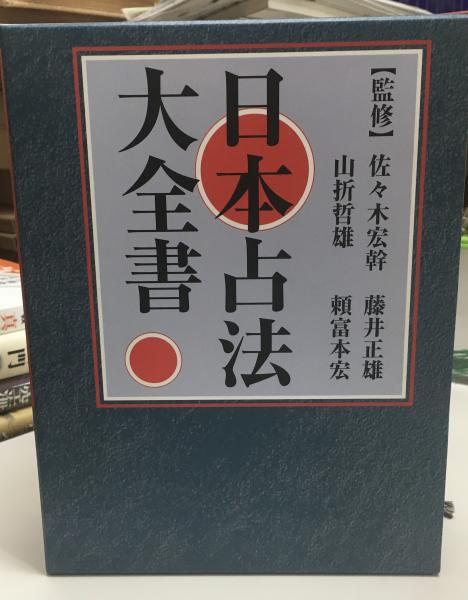 日本占法
大全書
【監修】
佐々木宏幹
藤井正雄
山折哲雄
頼富本宏